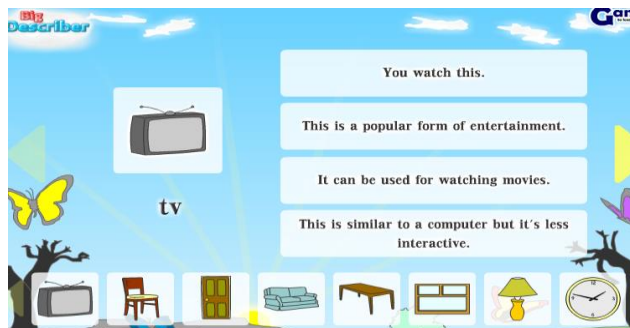 Big
Describer
You watch this.
This is a popular form of entertainment.
It can be used for watching movies.
tv
This is similar to a computer but it's less
interactive.